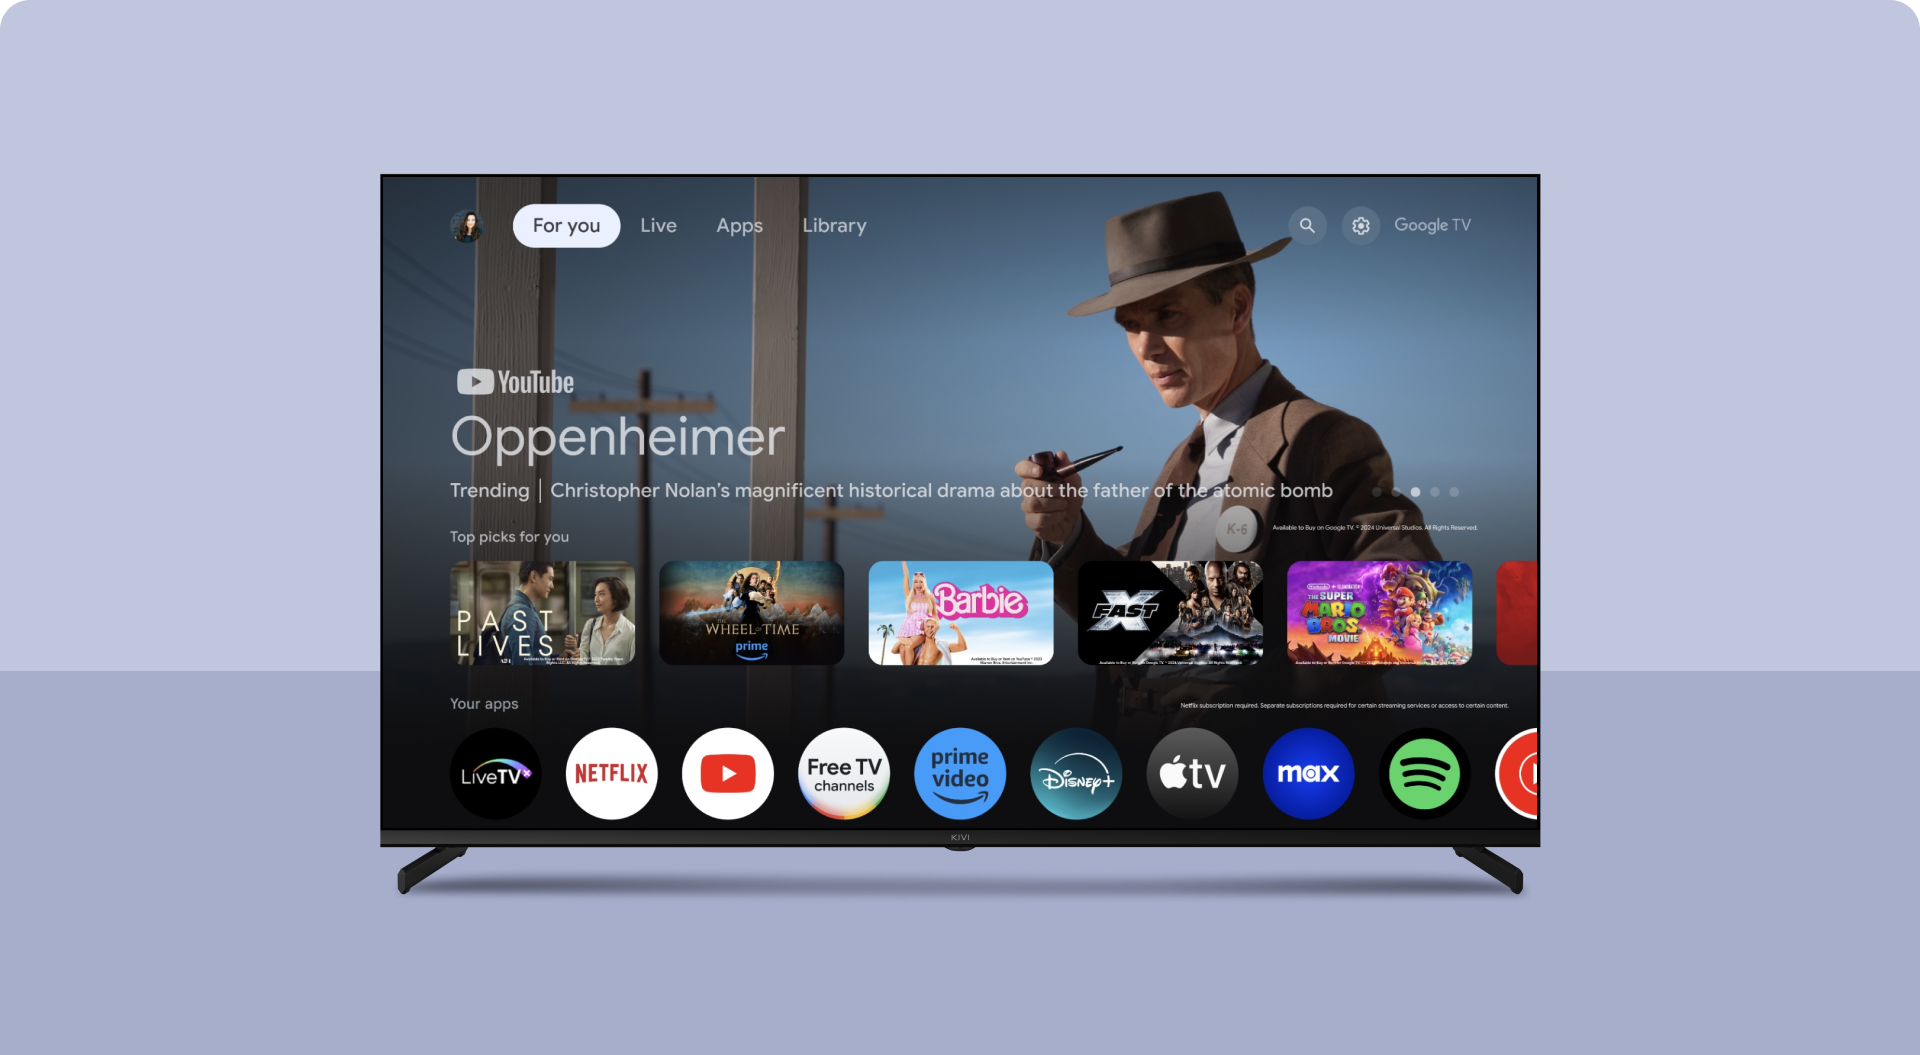 For you Live Apps Library Google TV
YouTube
Oppenheimer
Trending | Christopher Nolan's magnificent historical drama about the father of the atomic bomb
K-6
Available to Buy on Google TV. © 2024 Universal Studios. All Rights Reserved.
Top picks for you
PAST
LIVES
A24
THE
WHEEL OF TIME
prime
Barbie
FAST X
Nintendo + ILLUMINATION
THE SUPER
MARIO
BROS
MOVIE
Your apps
Netflix subscription required. Separate subscriptions required for certain streaming services or access to certain content.
LiveTV
NETFLIX
Free TV
channels
prime
video
Disney+
tv
max
KIVI